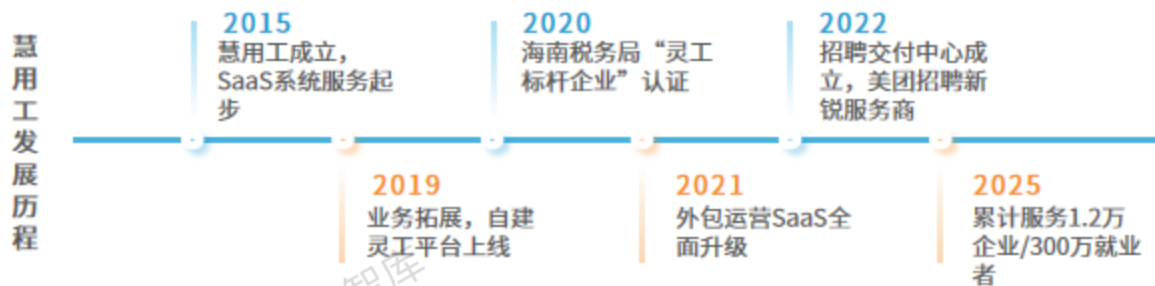 慧用工发展历程
2015
慧用工成立，
SaaS系统服务起
步
2019
业务拓展，自建
灵工平台上线
2020
海南税务局“灵工
标杆企业”认证
2021
外包运营SaaS全
面升级
2022
招聘交付中心成
立，美团招聘新
锐服务商
2025
累计服务1.2万
企业/300万就业
者
智库